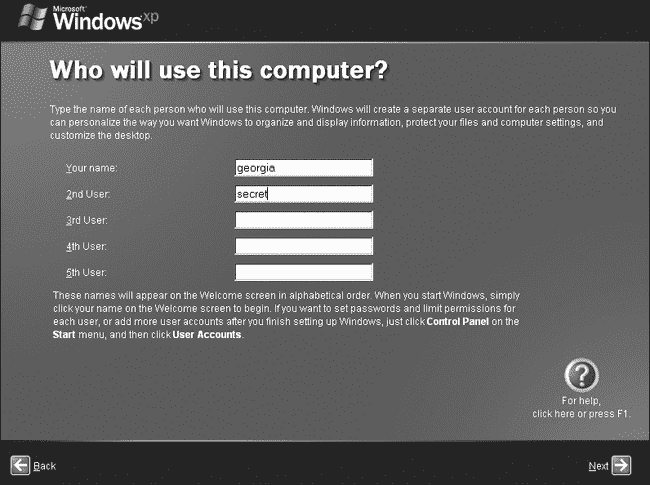 Microsoft
Windows xp
Who will use this computer?
Type the name of each person who will use this computer. Windows will create a separate user account for each person so you
can personalize the way you want Windows to organize and display information, protect your files and computer settings, and
customize the desktop.
Your name: georgia
2nd User: secret
3rd User:
4th User:
5th User:
These names will appear on the Welcome screen in alphabetical order. When you start Windows, simply
click your name on the Welcome screen to begin. If you want to set passwords and limit permissions for
each user, or add more user accounts after you finish setting up Windows, just click Control Panel on the
Start menu, and then click User Accounts.
?
For help,
click here or press F1.
Back Next